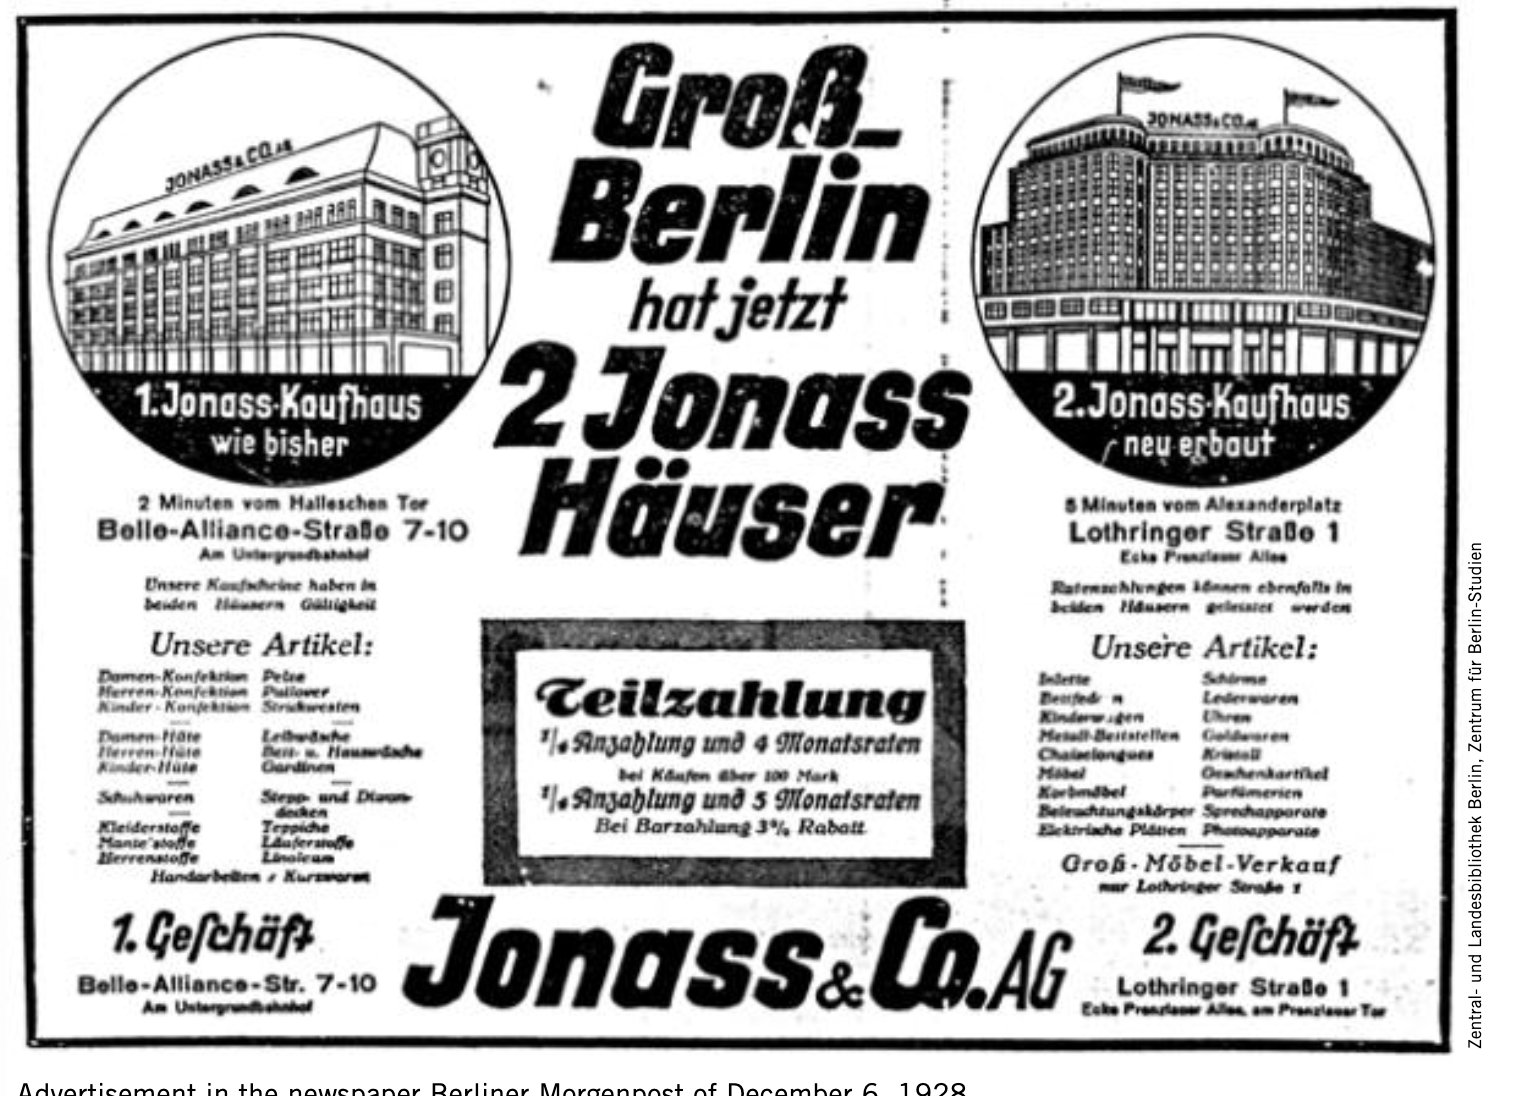 JONASS & CO. AG
JONASS & CO. AG
Groß-
Berlin
hat jetzt
2 Jonass
Häuser
1. Jonass-Kaufhaus
wie bisher
2. Jonass-Kaufhaus
neu erbaut
2 Minuten vom Halleschen Tor
Belle-Alliance-Straße 7-10
Am Untergrundbahnhof
Unsere Kaufscheine haben in
beiden Häusern Gültigkeit
Unsere Artikel:
Damen-Konfektion Pelze
Herren-Konfektion Pullover
Kinder-Konfektion Strickwesten
Damen-Hüte Leibwäsche
Herren-Hüte Bett- u. Hauswäsche
Kinder-Hüte Gardinen
Schuhwaren Stepp- und Diwan-
decken
Kleiderstoffe Teppiche
Mante'stoffe Läuferstoffe
Herrenstoffe Linoleum
Handarbeiten / Kurzwaren
1. Geschäft
Belle-Alliance-Str. 7-10
Am Untergrundbahnhof
Teilzahlung
Anzahlung und 4 Monatsraten
bei Käufen über 100 Mark
Anzahlung und 5 Monatsraten
Bei Barzahlung 3% Rabatt
Jonass & Co. AG
5 Minuten vom Alexanderplatz
Lothringer Straße 1
Ecke Prenzlauer Allee
Ratenzahlungen können ebenfalls in
beiden Häusern geleistet werden
Unsere Artikel:
Inlette Schirme
Bettfed n Lederwaren
Kinderwagen Uhren
Metall-Bettstellen Goldwaren
Chaiselongues Kristall
Möbel Geschenkartikel
Korbmöbel Parfümerien
Beleuchtungskörper Sprechapparate
Elektrische Plätten Photoapparate
Groß-Möbel-Verkauf
nur Lothringer Straße 1
2. Geschäft
Lothringer Straße 1
Ecke Prenzlauer Allee, am Prenzlauer Tor
Zentral- und Landesbibliothek Berlin, Zentrum für Berlin-Studien
Advertisement in the newspaper Berliner Morgenpost of December 6, 1928